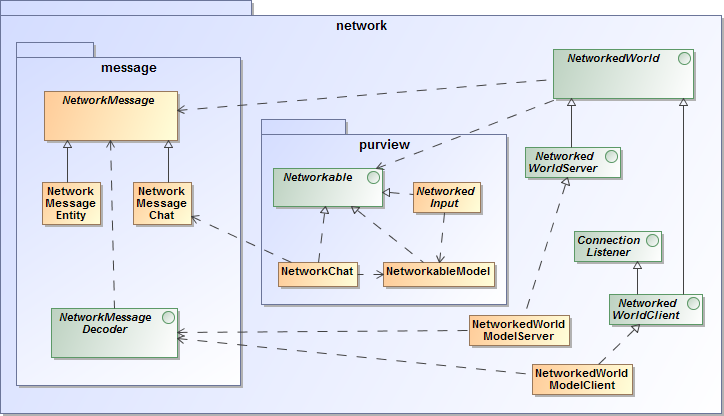 network
message
NetworkMessage
Network
Message
Entity
Network
Message
Chat
NetworkMessage
Decoder
purview
Networkable
Networked
Input
NetworkChat
NetworkableModel
NetworkedWorld
Networked
WorldServer
Connection
Listener
Networked
WorldClient
NetworkedWorld
ModelServer
NetworkedWorld
ModelClient